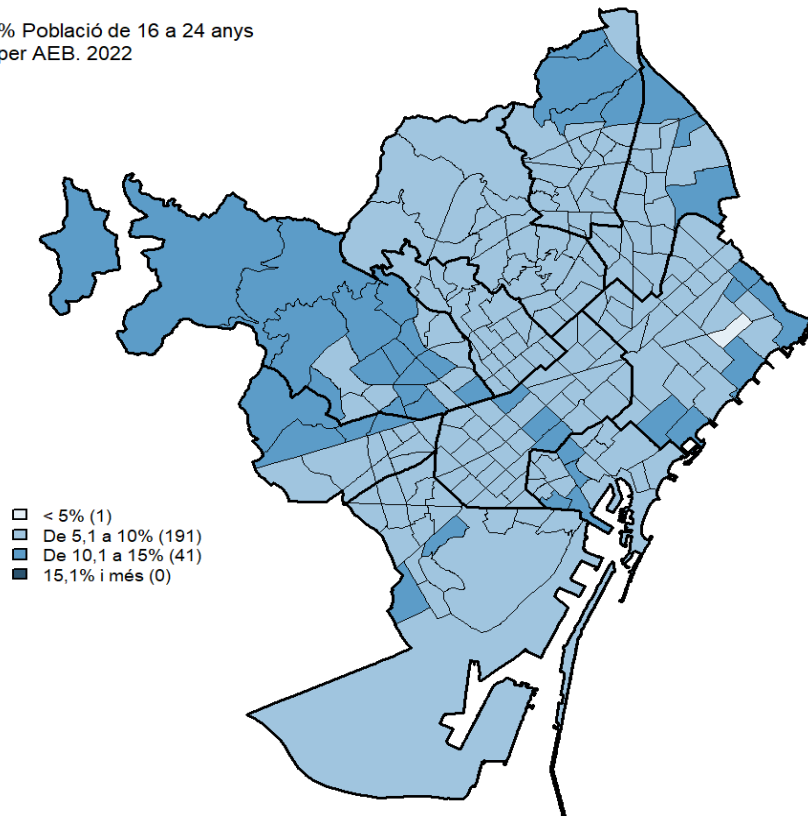 % Població de 16 a 24 anys
per AEB. 2022
< 5% (1)
De 5,1 a 10% (191)
De 10,1 a 15% (41)
15,1% i més (0)